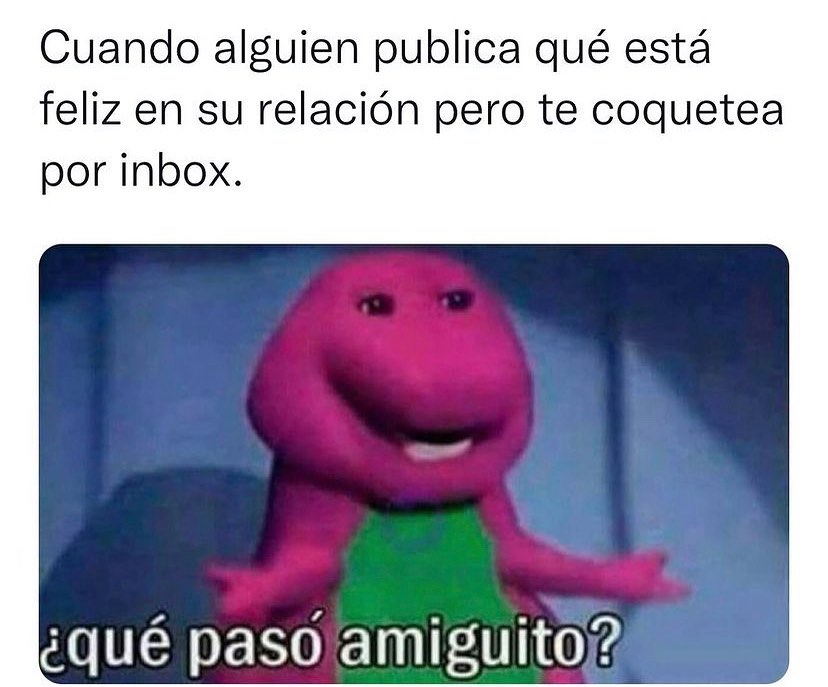 Cuando alguien publica qué está
feliz en su relación pero te coquetea
por inbox.
¿qué pasó amiguito?